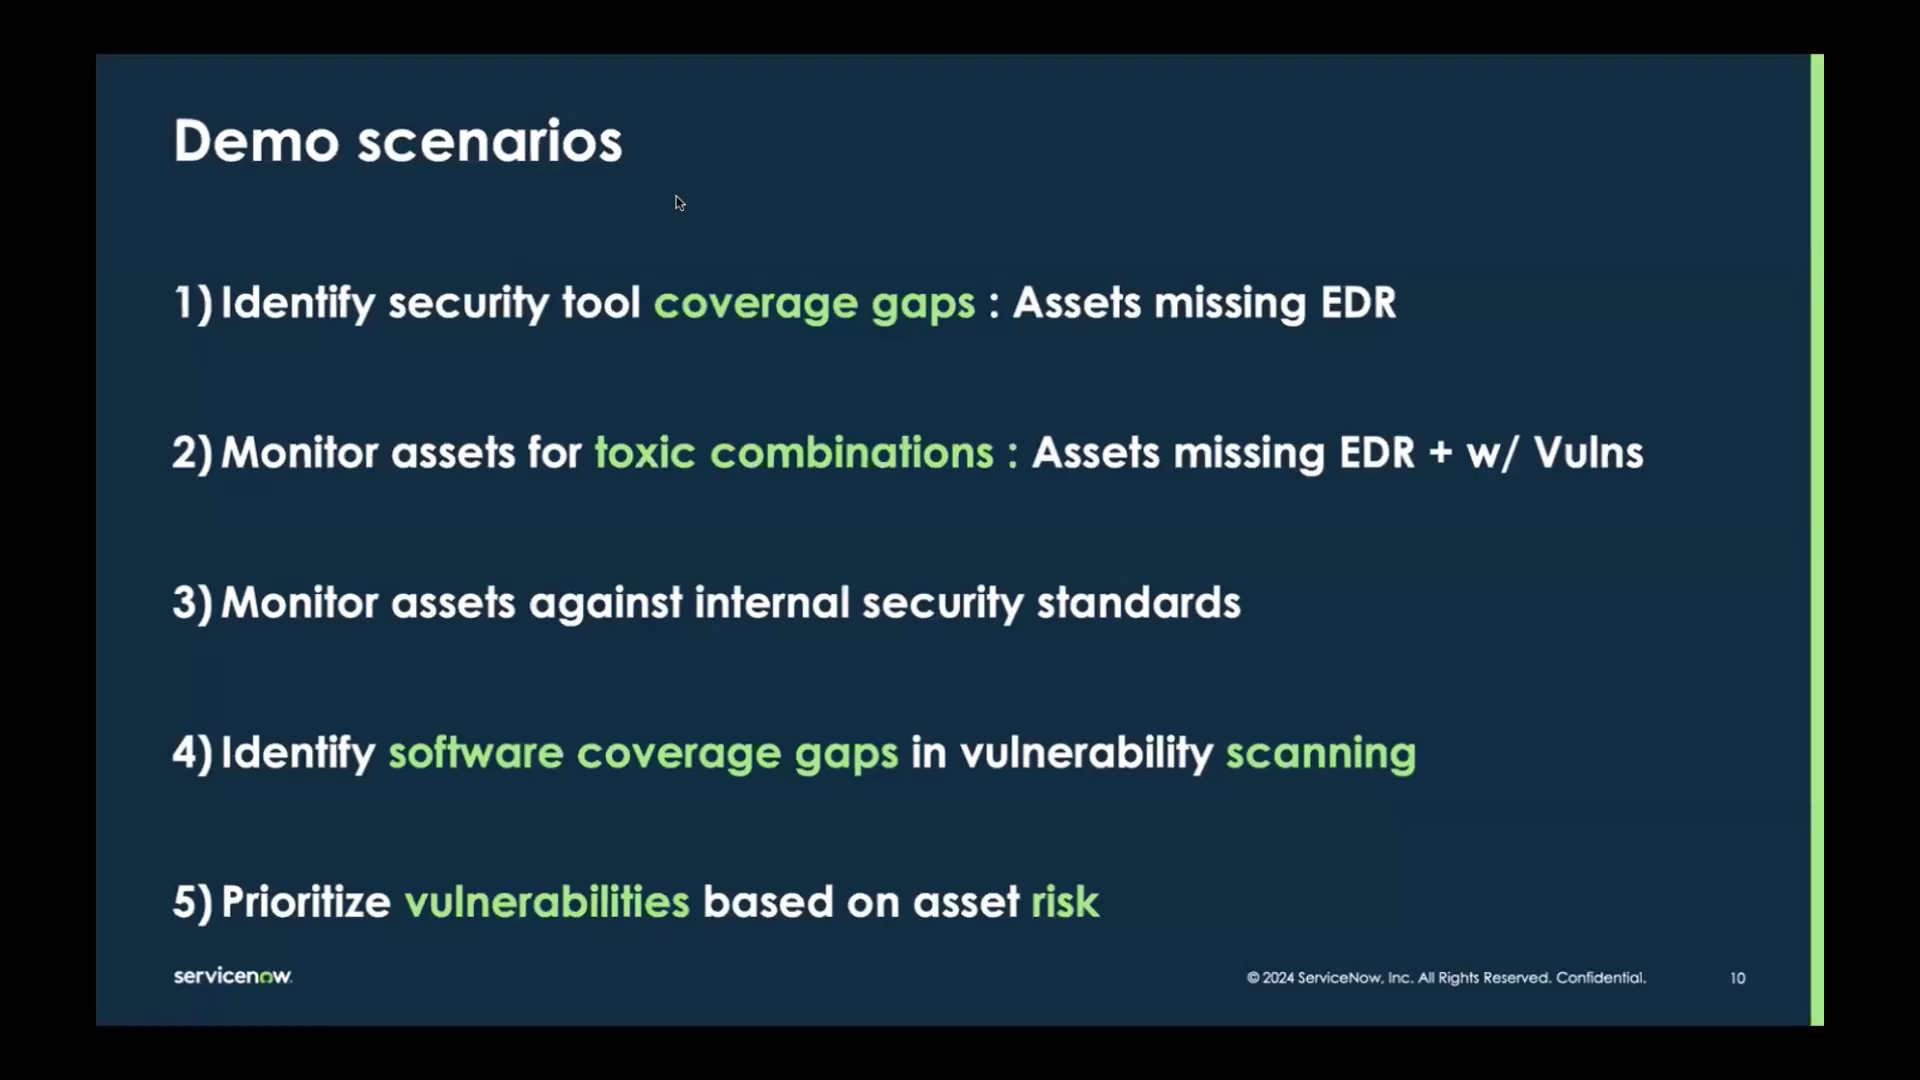 Demo scenarios
1) Identify security tool coverage gaps : Assets missing EDR
2) Monitor assets for toxic combinations : Assets missing EDR + w/ Vulns
3) Monitor assets against internal security standards
4) Identify software coverage gaps in vulnerability scanning
5) Prioritize vulnerabilities based on asset risk
servicenow.
© 2024 ServiceNow, Inc. All Rights Reserved. Confidential.
10